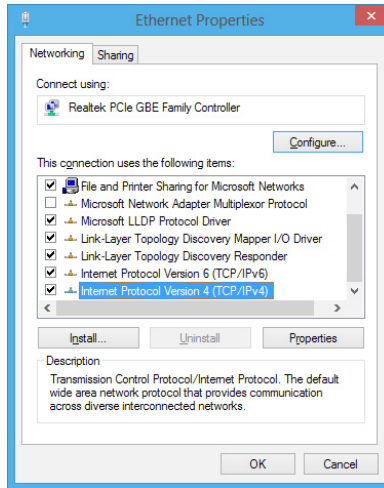 Ethernet Properties
Networking
Sharing
Connect using:
Realtek PCIe GBE Family Controller
Configure...
This connection uses the following items:
File and Printer Sharing for Microsoft Networks
Microsoft Network Adapter Multiplexor Protocol
Microsoft LLDP Protocol Driver
Link-Layer Topology Discovery Mapper I/O Driver
Link-Layer Topology Discovery Responder
Internet Protocol Version 6 (TCP/IPv6)
Internet Protocol Version 4 (TCP/IPv4)
Install...
Uninstall
Properties
Description
Transmission Control Protocol/Internet Protocol. The default
wide area network protocol that provides communication
across diverse interconnected networks.
OK
Cancel